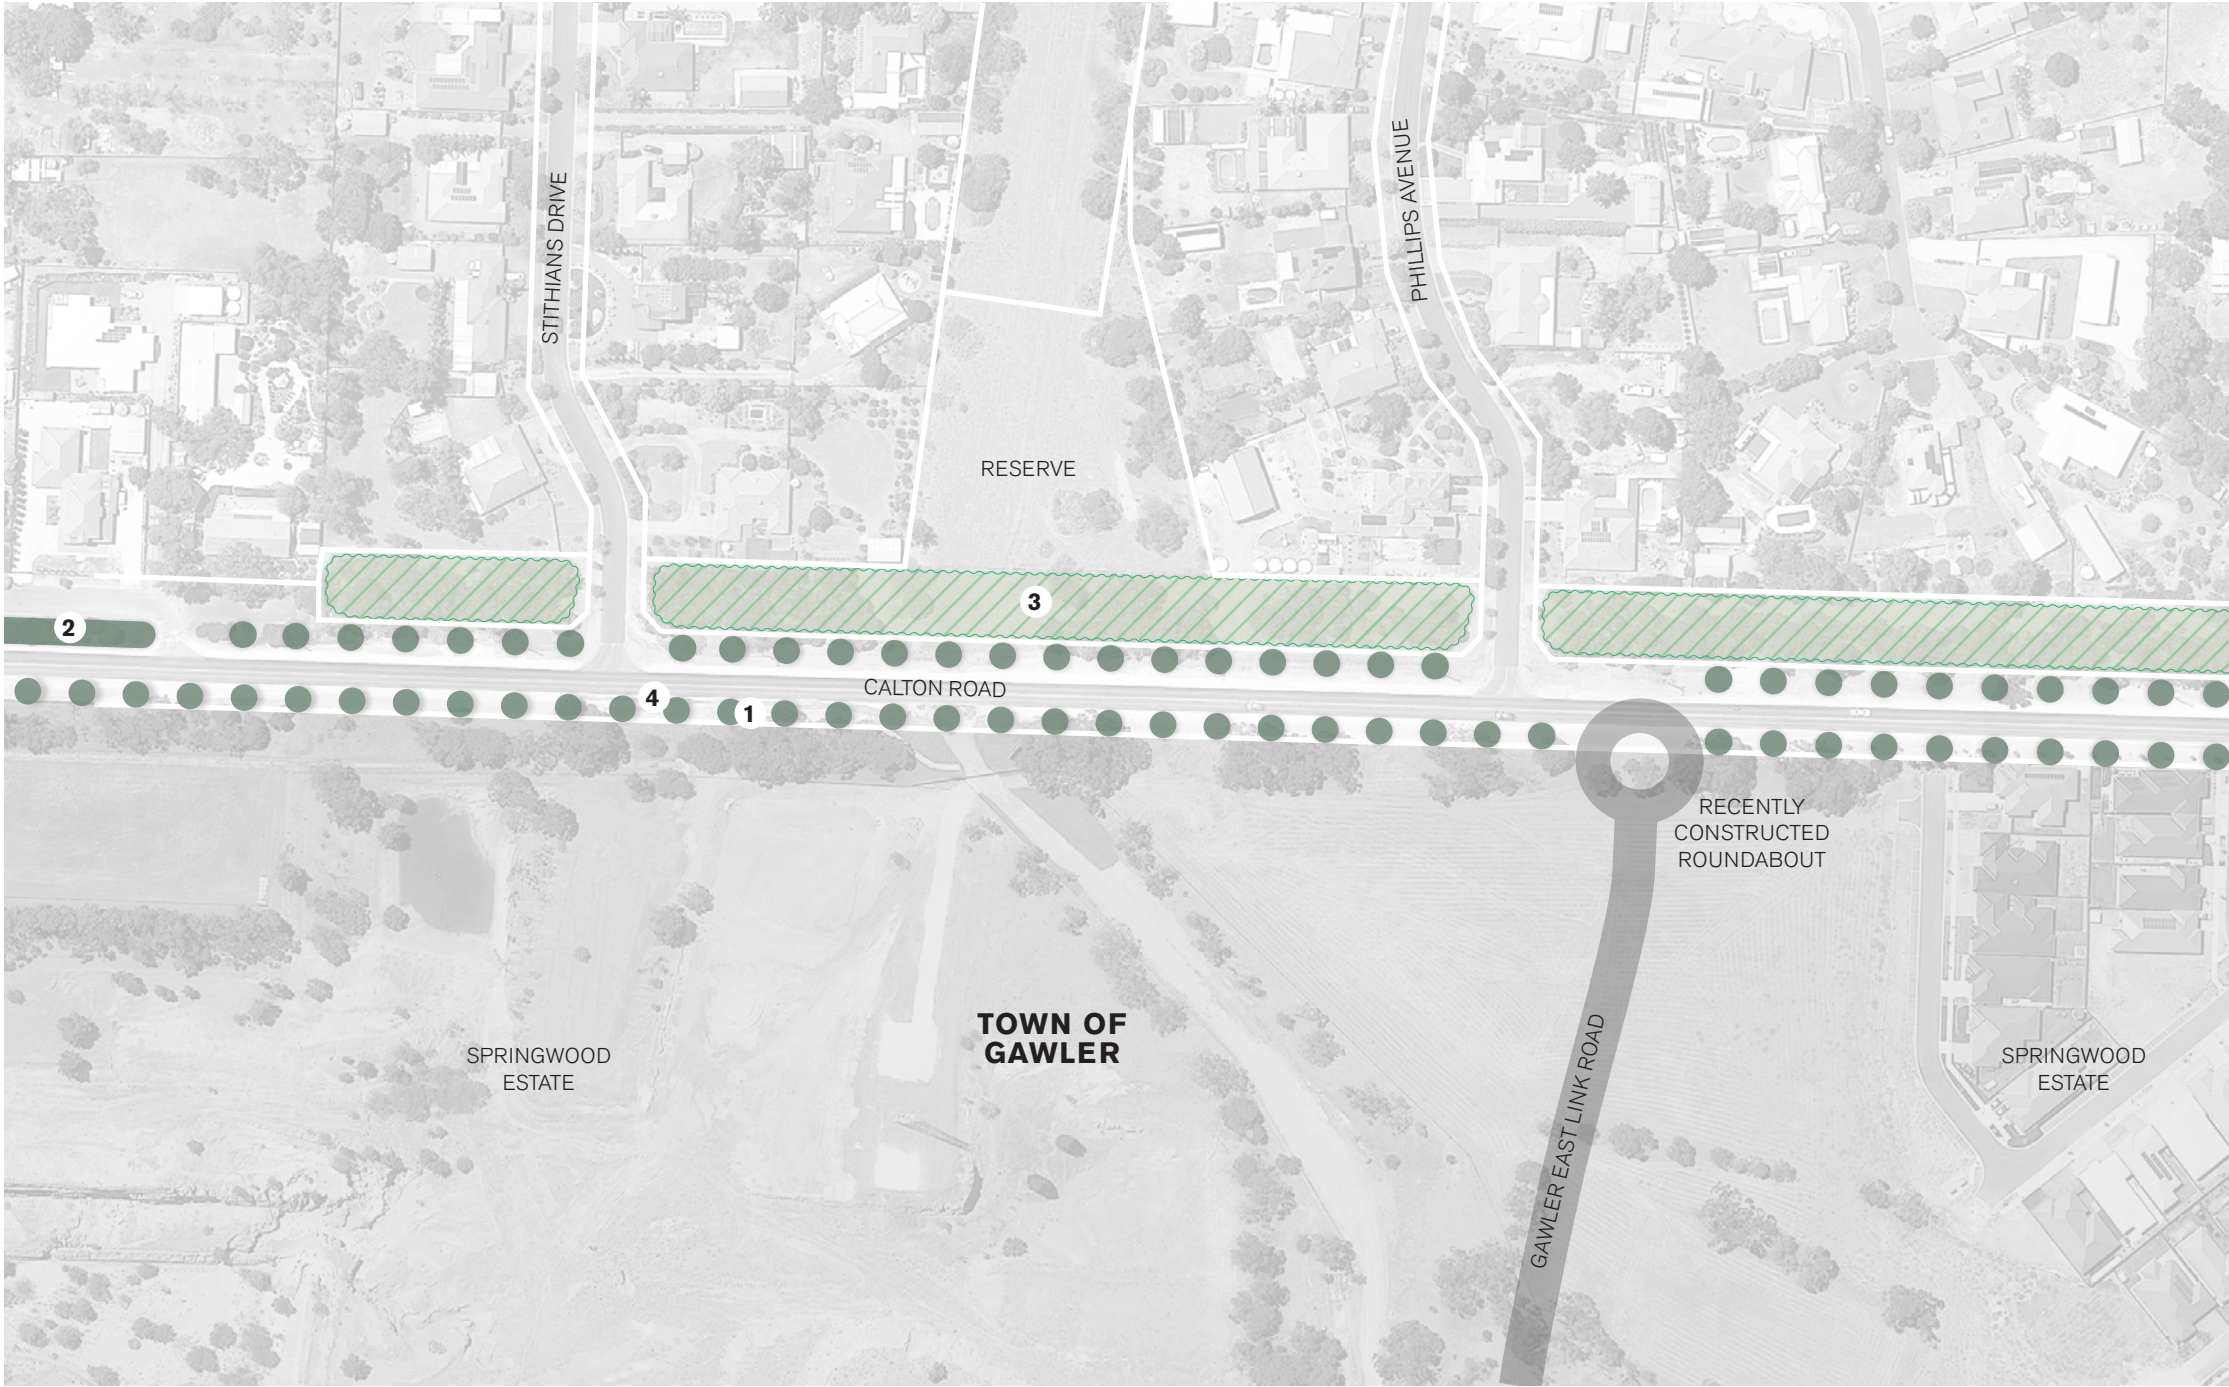 STITHIANS DRIVE
PHILLIPS AVENUE
RESERVE
3
2
CALTON ROAD
4
1
RECENTLY
CONSTRUCTED
ROUNDABOUT
TOWN OF
GAWLER
SPRINGWOOD
ESTATE
GAWLER EAST LINK ROAD
SPRINGWOOD
ESTATE